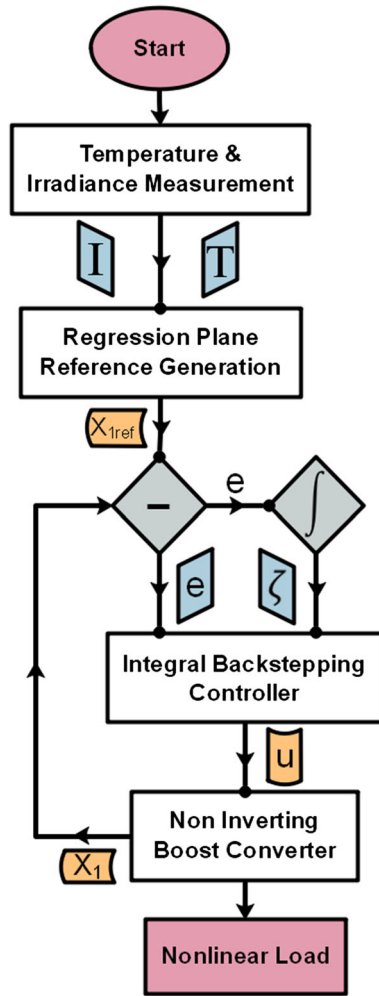 Start
Temperature &
Irradiance Measurement
I
T
Regression Plane
Reference Generation
X1ref
−
e
∫
e
ζ
Integral Backstepping
Controller
u
Non Inverting
Boost Converter
X1
Nonlinear Load